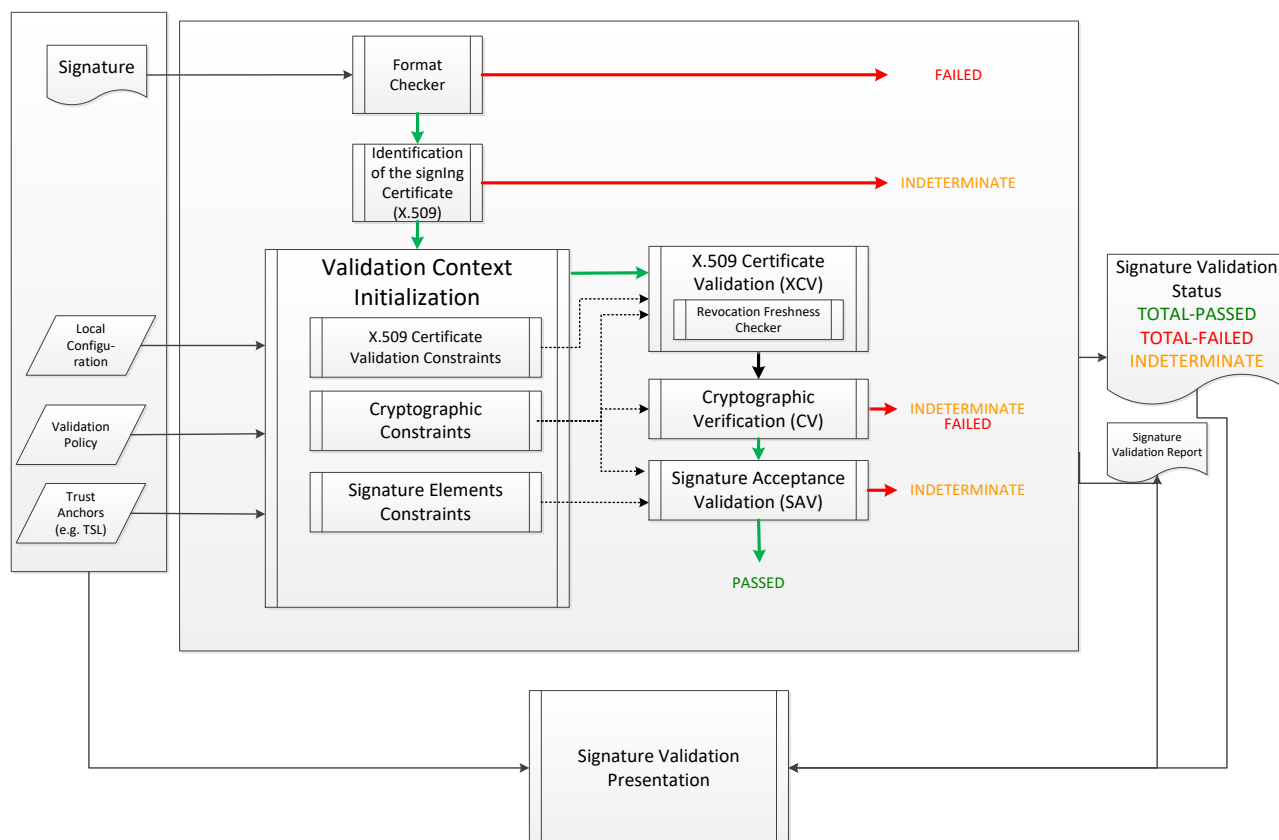 Signature
Format
Checker
FAILED
Identification
of the signIng
Certificate
(X.509)
INDETERMINATE
Validation Context
Initialization
X.509 Certificate
Validation Constraints
Cryptographic
Constraints
Signature Elements
Constraints
X.509 Certificate
Validation (XCV)
Revocation Freshness
Checker
Cryptographic
Verification (CV)
INDETERMINATE
FAILED
Signature Acceptance
Validation (SAV)
INDETERMINATE
PASSED
Local
Configu-
ration
Validation
Policy
Trust
Anchors
(e.g. TSL)
Signature Validation
Status
TOTAL-PASSED
TOTAL-FAILED
INDETERMINATE
Signature
Validation Report
Signature Validation
Presentation